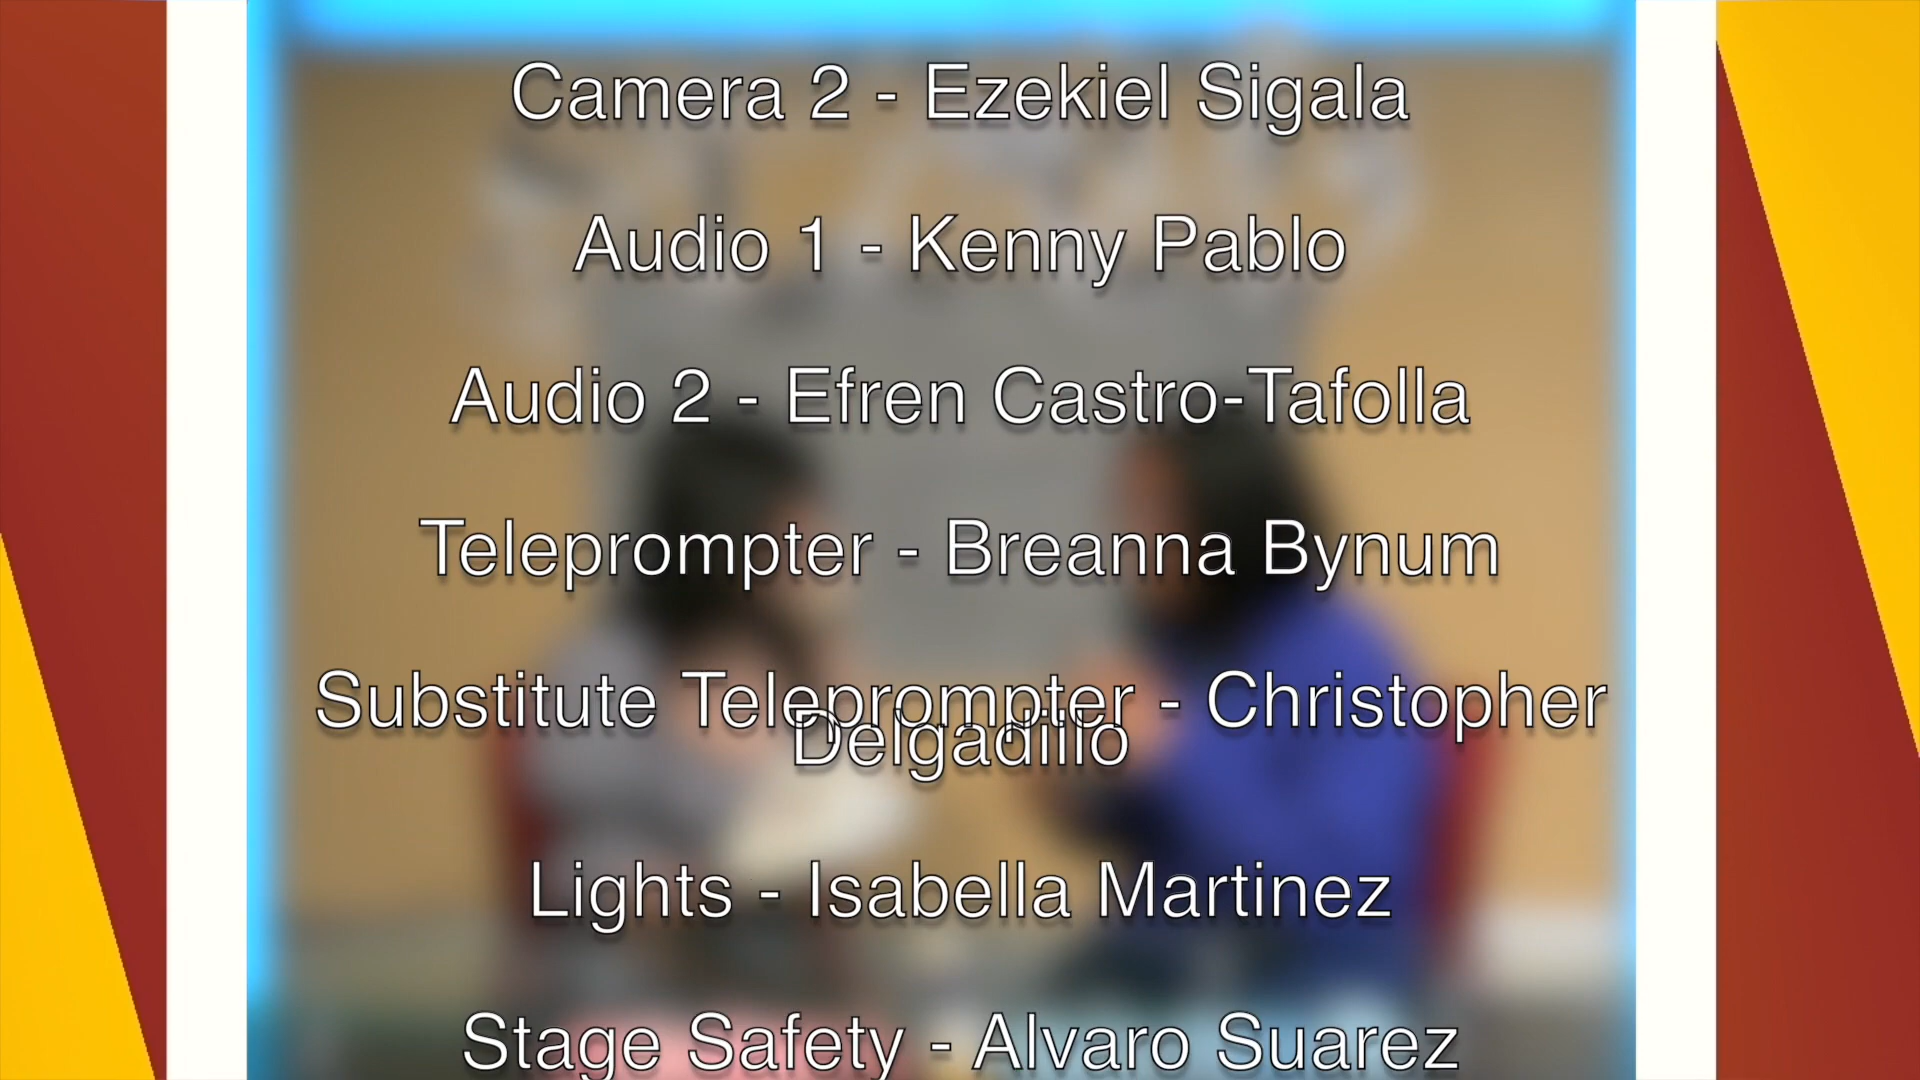 Camera 2 - Ezekiel Sigala
Audio 1 - Kenny Pablo
Audio 2 - Efren Castro-Tafolla
Teleprompter - Breanna Bynum
Substitute Teleprompter - Christopher
Delgadillo
Lights - Isabella Martinez
Stage Safety - Alvaro Suarez